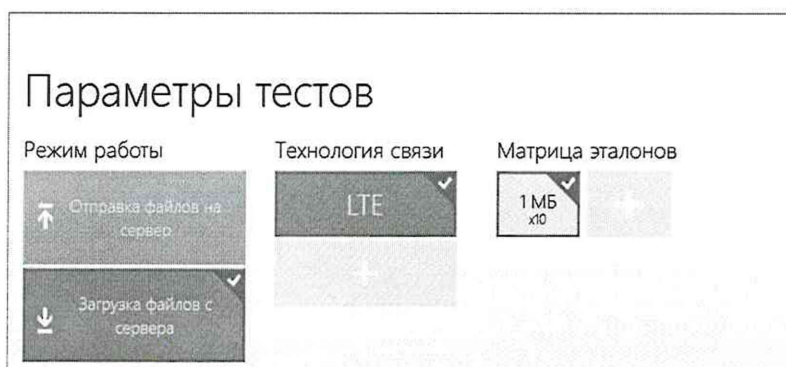 Параметры тестов
Режим работы
Технология связи
Матрица эталонов
Отправка файлов на
сервер
LTE
1 МБ
x10
Загрузка файлов с
сервера